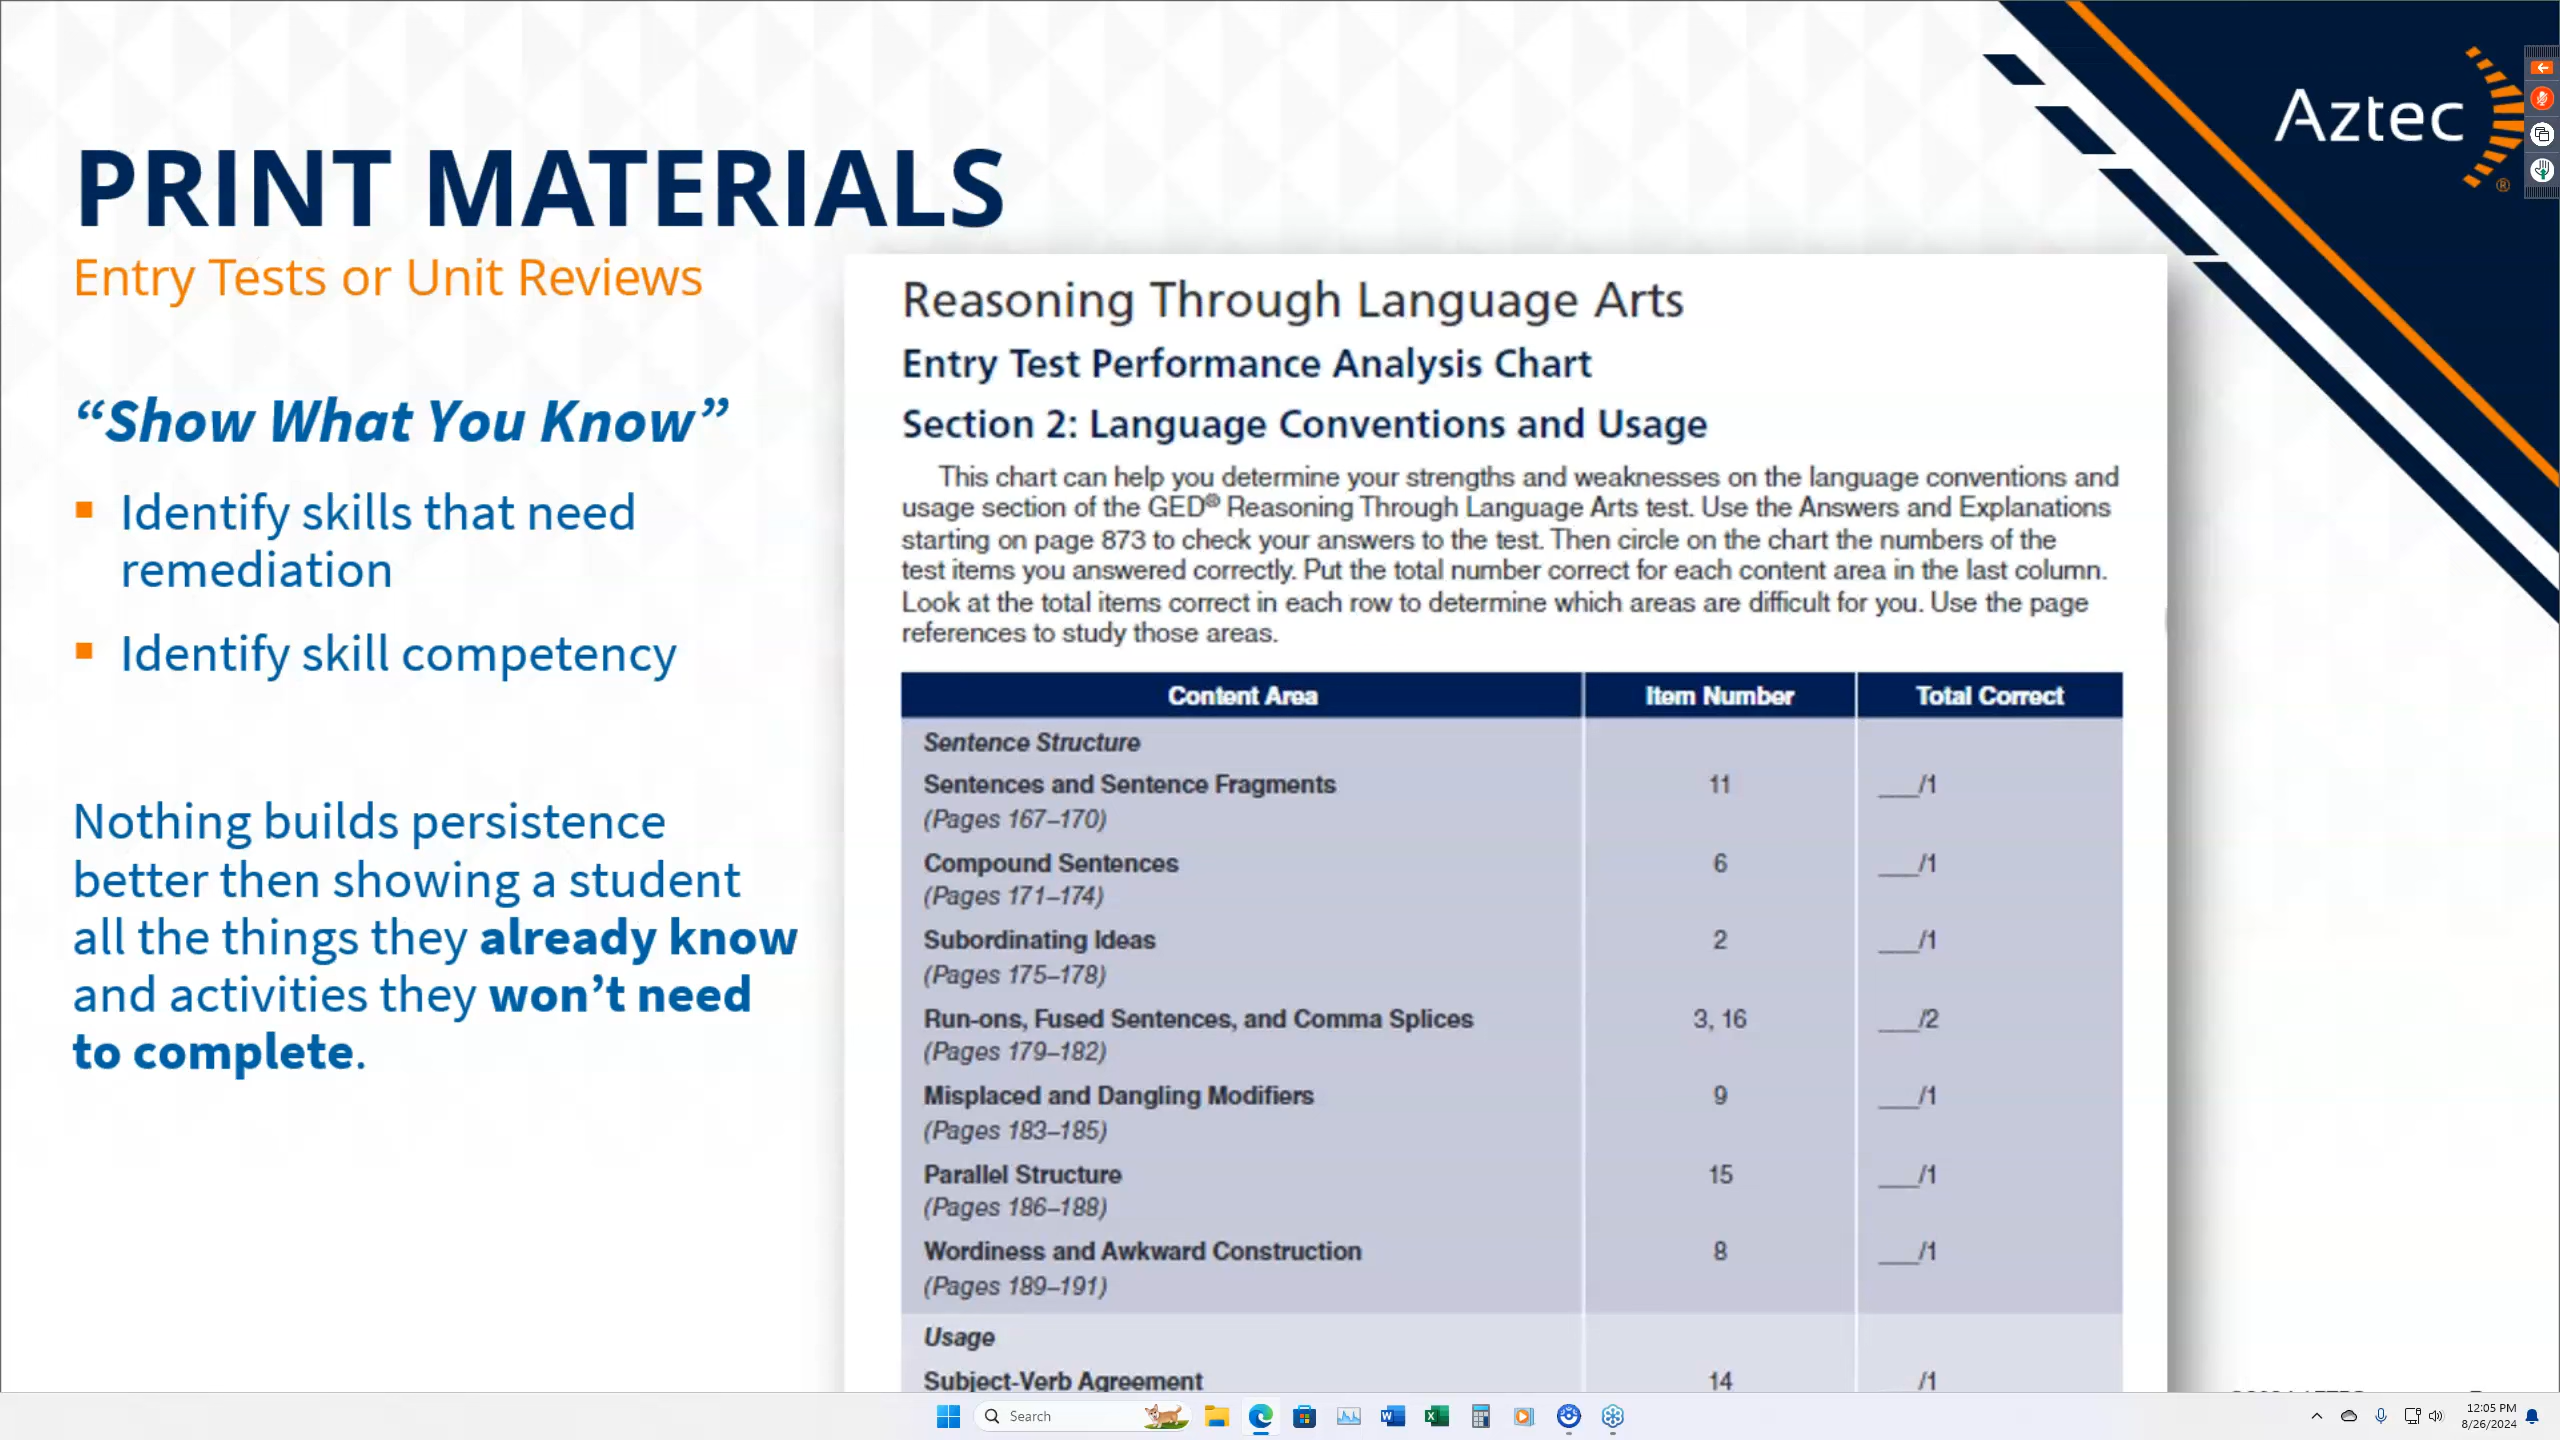 PRINT MATERIALS
Entry Tests or Unit Reviews
“Show What You Know”
▪ Identify skills that need
remediation
▪ Identify skill competency
Nothing builds persistence
better then showing a student
all the things they already know
and activities they won’t need
to complete.
Aztec
®
Reasoning Through Language Arts
Entry Test Performance Analysis Chart
Section 2: Language Conventions and Usage
This chart can help you determine your strengths and weaknesses on the language conventions and
usage section of the GED® Reasoning Through Language Arts test. Use the Answers and Explanations
starting on page 873 to check your answers to the test. Then circle on the chart the numbers of the
test items you answered correctly. Put the total number correct for each content area in the last column.
Look at the total items correct in each row to determine which areas are difficult for you. Use the page
references to study those areas.
Content Area Item Number Total Correct
Sentence Structure
Sentences and Sentence Fragments 11 ___/1
(Pages 167–170)
Compound Sentences 6 ___/1
(Pages 171–174)
Subordinating Ideas 2 ___/1
(Pages 175–178)
Run-ons, Fused Sentences, and Comma Splices 3, 16 ___/2
(Pages 179–182)
Misplaced and Dangling Modifiers 9 ___/1
(Pages 183–185)
Parallel Structure 15 ___/1
(Pages 186–188)
Wordiness and Awkward Construction 8 ___/1
(Pages 189–191)
Usage
Subject-Verb Agreement 14 /1
Search
12:05 PM
8/26/2024